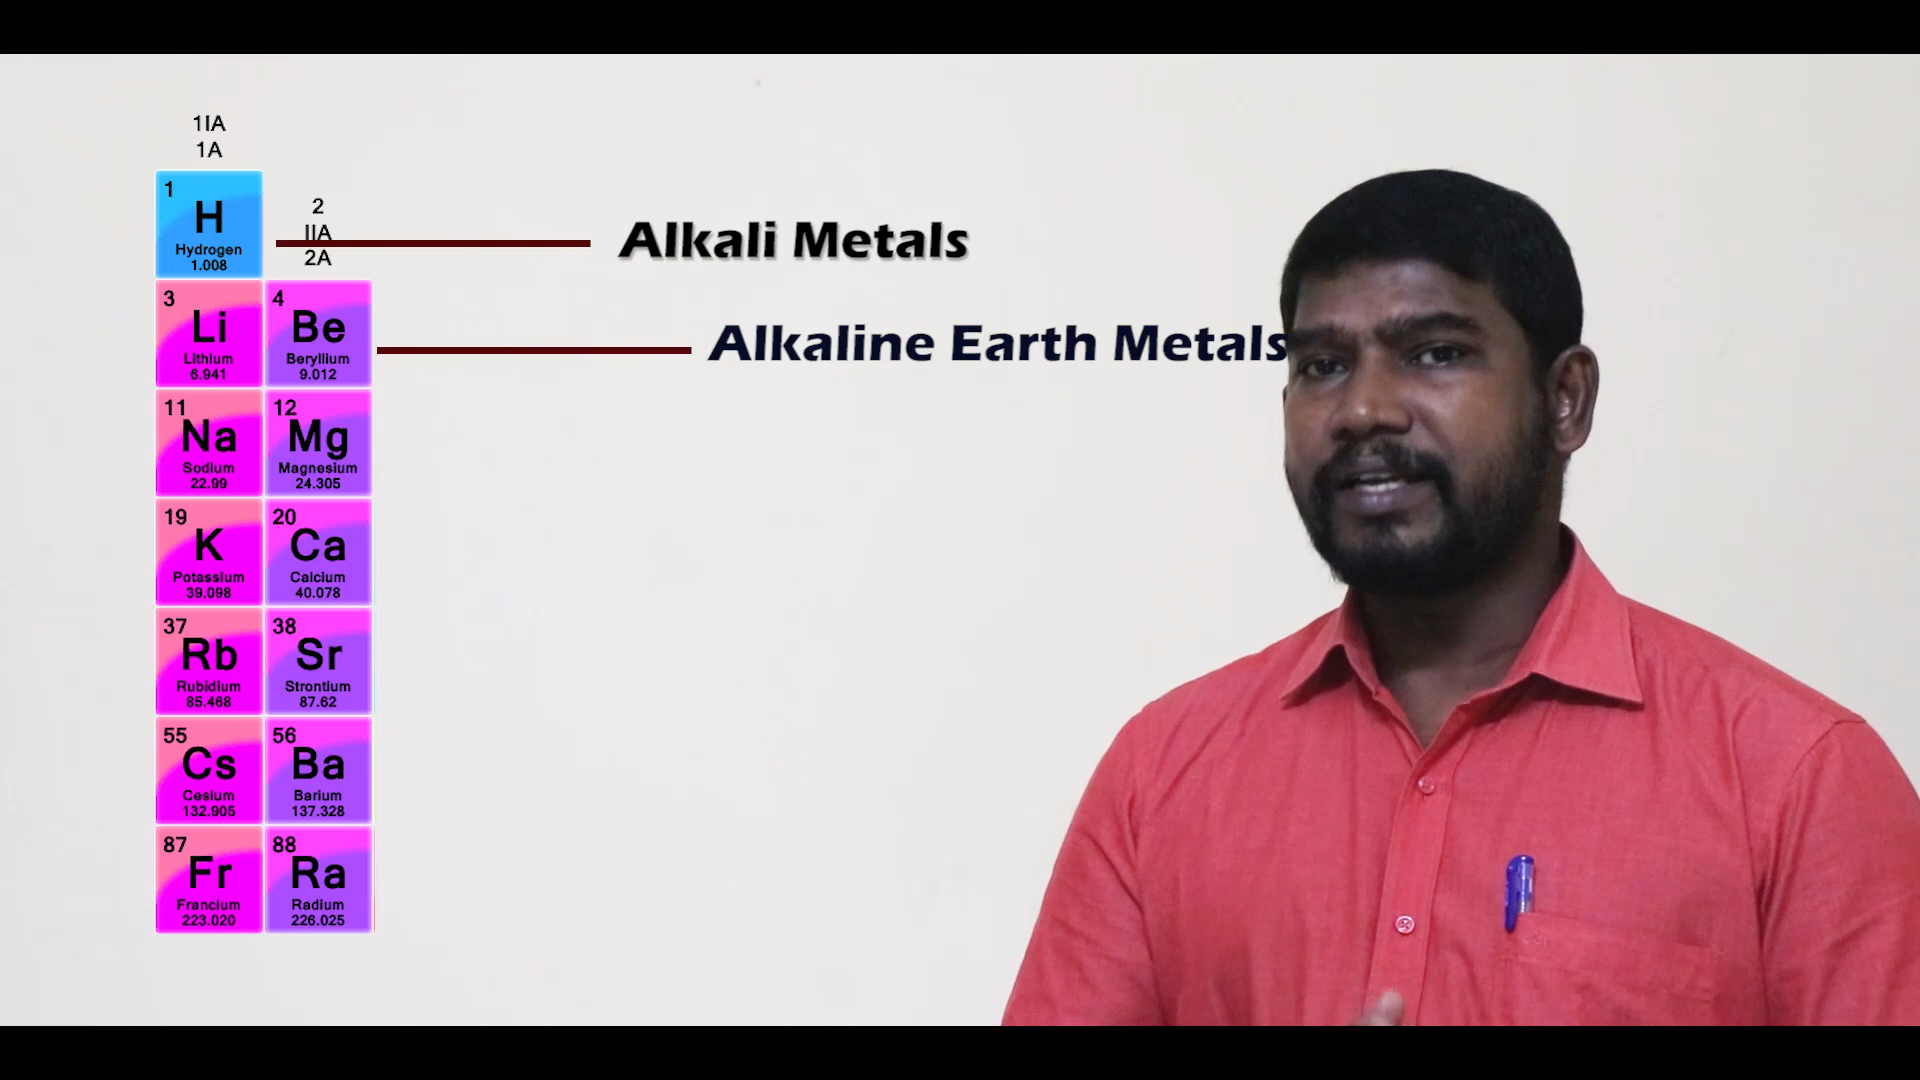 1IA
1A
1
H
Hydrogen
1.008
2
IIA
2A
Alkali Metals
3
Li
Lithium
6.941
4
Be
Beryllium
9.012
Alkaline Earth Metals
11
Na
Sodium
22.99
12
Mg
Magnesium
24.305
19
K
Potassium
39.098
20
Ca
Calcium
40.078
37
Rb
Rubidium
85.468
38
Sr
Strontium
87.62
55
Cs
Cesium
132.905
56
Ba
Barium
137.328
87
Fr
Francium
223.020
88
Ra
Radium
226.025